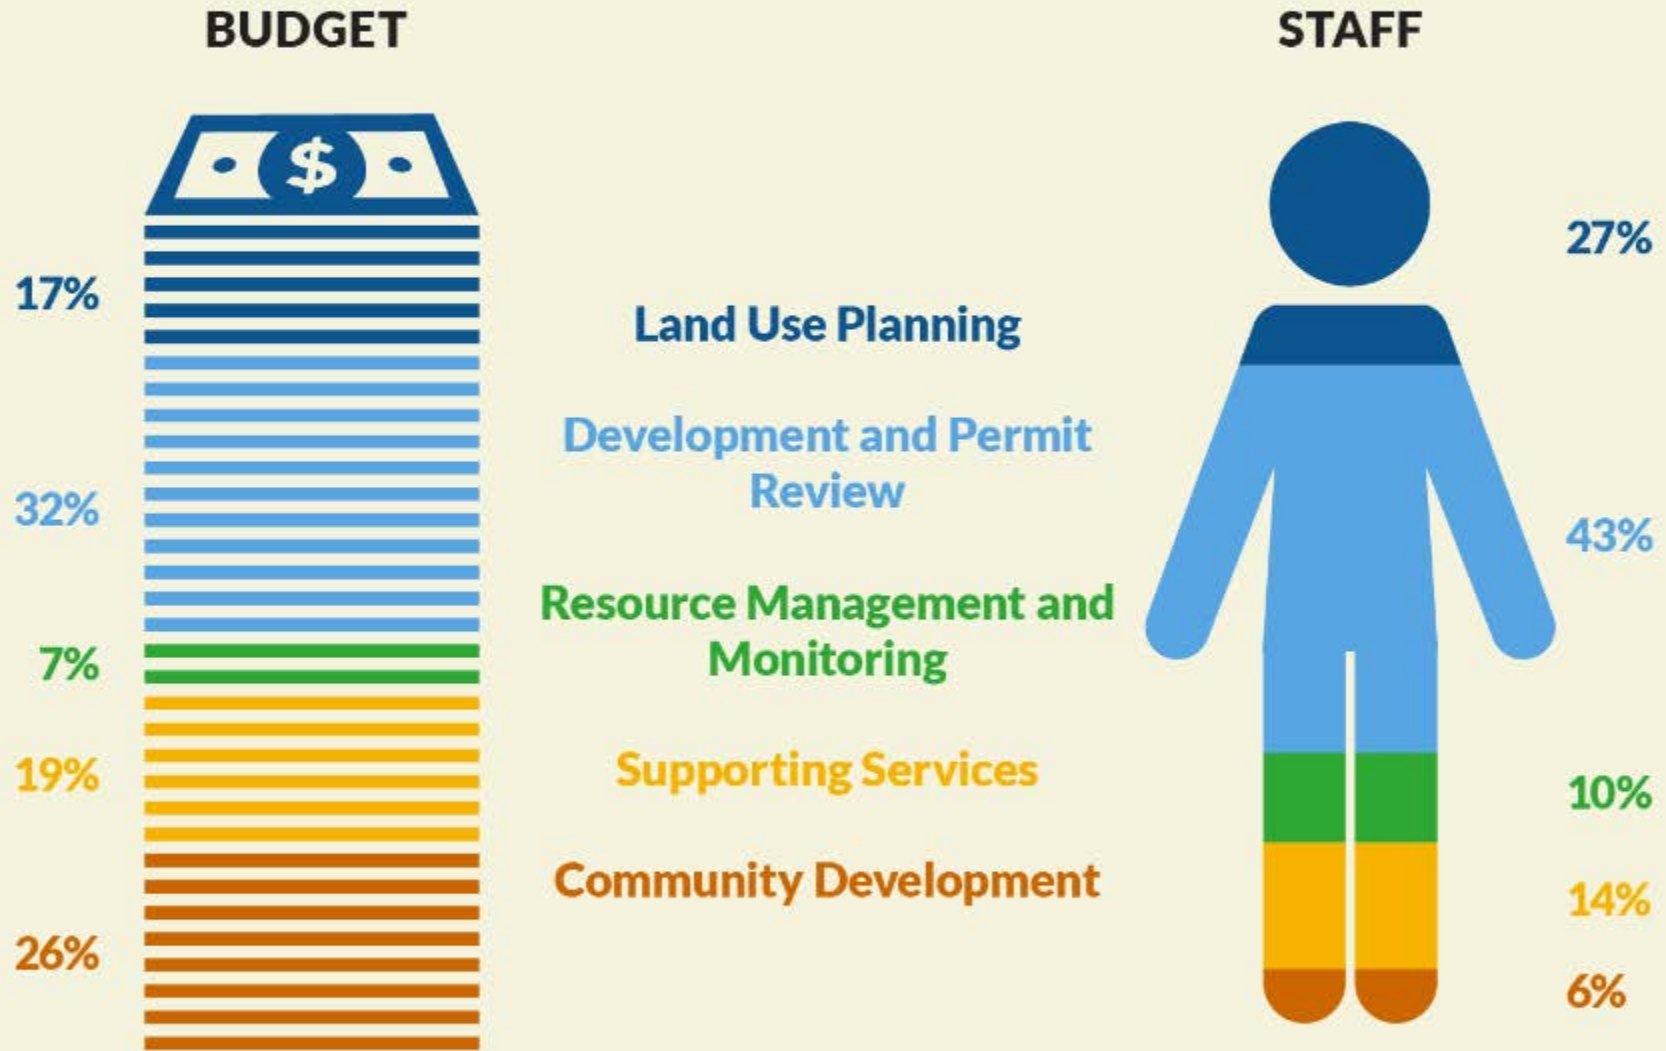 BUDGET
STAFF
$
17%
32%
7%
19%
26%
Land Use Planning
Development and Permit
Review
Resource Management and
Monitoring
Supporting Services
Community Development
27%
43%
10%
14%
6%